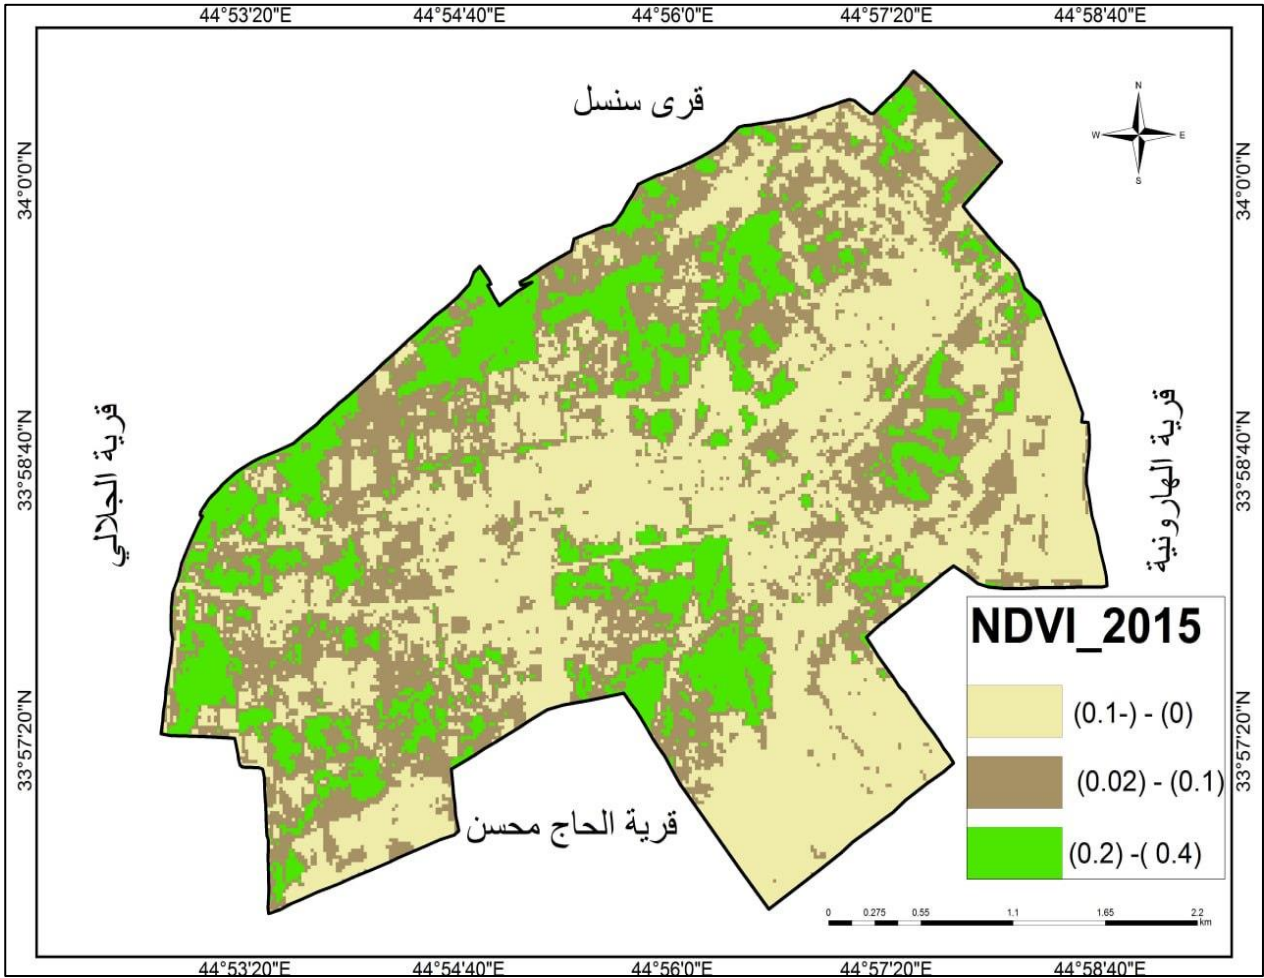 44°53'20"E 44°54'40"E 44°56'0"E 44°57'20"E 44°58'40"E
قرى سنسل
N
W E
S
34°0'0"N 34°0'0"N
33°58'40"N 33°58'40"N
قرية الجلالي
قرية الهارونية
NDVI_2015
(0.1-) - (0)
33°57'20"N 33°57'20"N
(0.02) - (0.1)
قرية الحاج محسن
(0.2) -( 0.4)
0 0.275 0.55 1.1 1.65 2.2
km
44°53'20"E 44°54'40"E 44°56'0"E 44°57'20"E 44°58'40"E